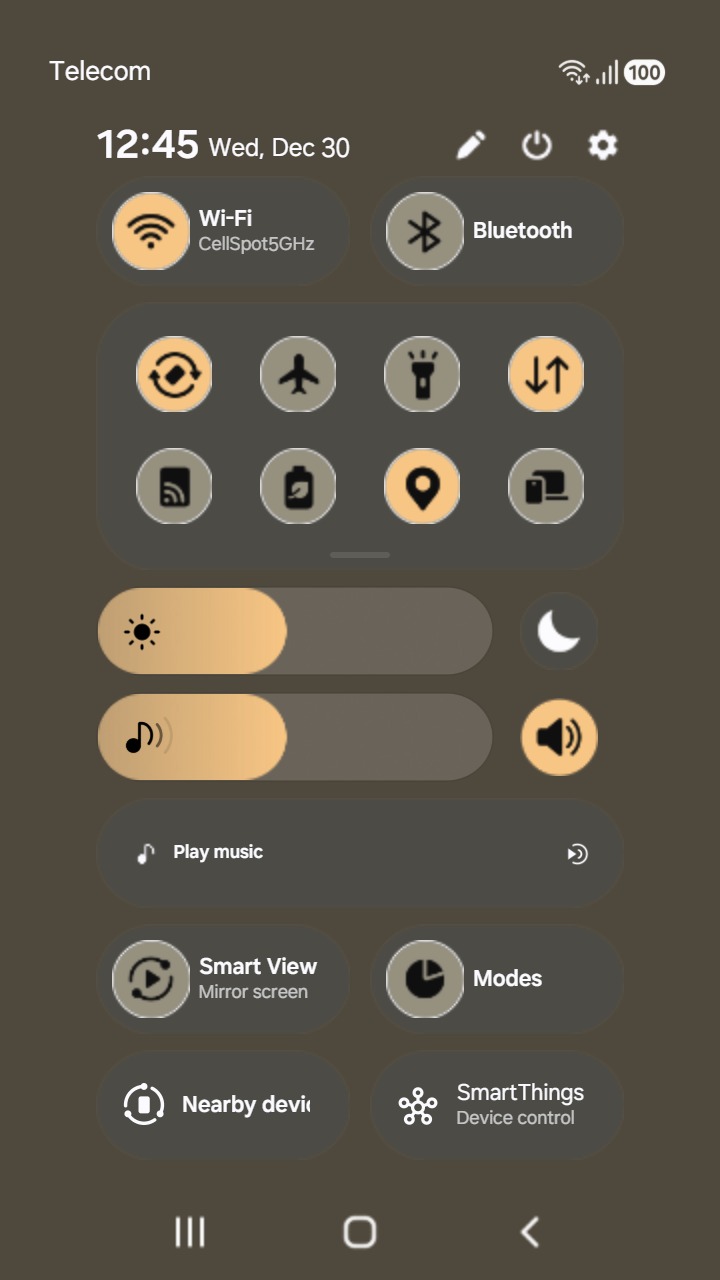 Telecom
100
12:45 Wed, Dec 30
Wi-Fi
CellSpot5GHz
Bluetooth
Play music
Smart View
Mirror screen
Modes
Nearby devi
SmartThings
Device control